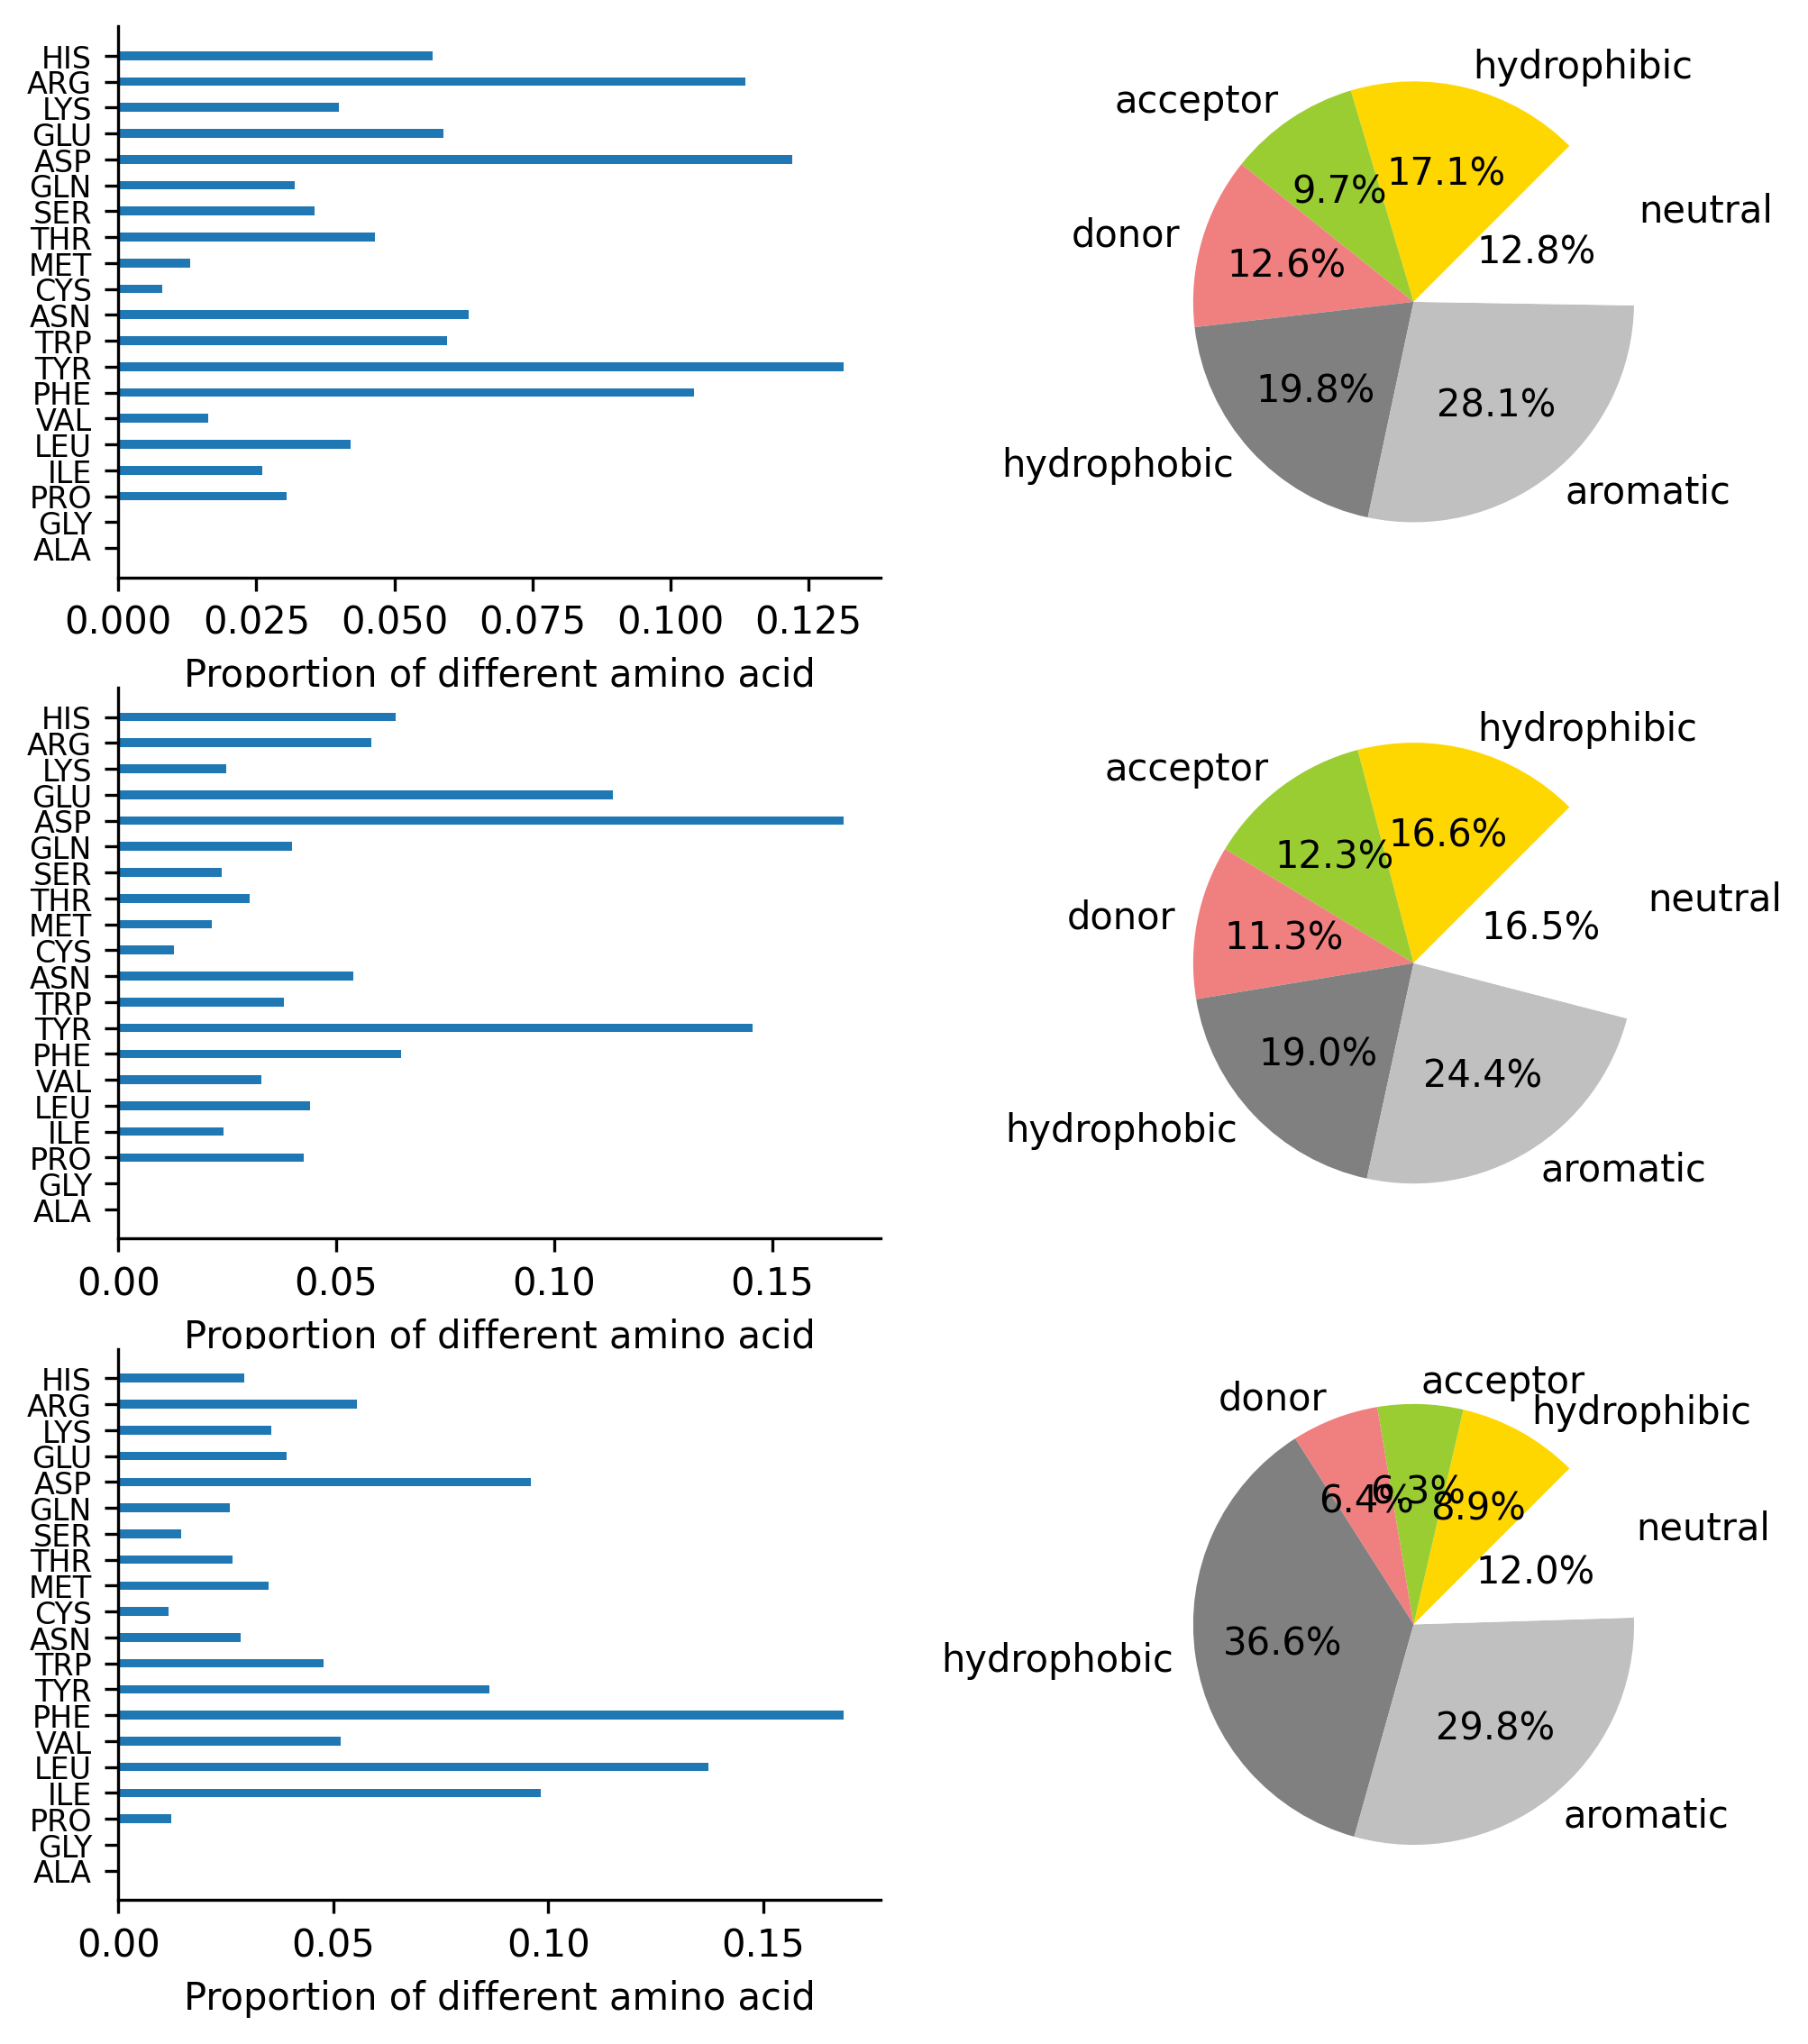 HIS
ARG
LYS
GLU
ASP
GLN
SER
THR
MET
CYS
ASN
TRP
TYR
PHE
VAL
LEU
ILE
PRO
GLY
ALA
0.000 0.025 0.050 0.075 0.100 0.125
Proportion of different amino acid
hydrophibic
acceptor
17.1%
9.7%
neutral
donor
12.8%
12.6%
19.8%
28.1%
hydrophobic
aromatic
HIS
ARG
LYS
GLU
ASP
GLN
SER
THR
MET
CYS
ASN
TRP
TYR
PHE
VAL
LEU
ILE
PRO
GLY
ALA
0.00 0.05 0.10 0.15
Proportion of different amino acid
hydrophibic
acceptor
16.6%
12.3%
neutral
donor
16.5%
11.3%
19.0%
24.4%
hydrophobic
aromatic
HIS
ARG
LYS
GLU
ASP
GLN
SER
THR
MET
CYS
ASN
TRP
TYR
PHE
VAL
LEU
ILE
PRO
GLY
ALA
0.00 0.05 0.10 0.15
Proportion of different amino acid
acceptor
donor
hydrophibic
6.3%
6.4%
8.9%
neutral
12.0%
36.6%
hydrophobic
29.8%
aromatic